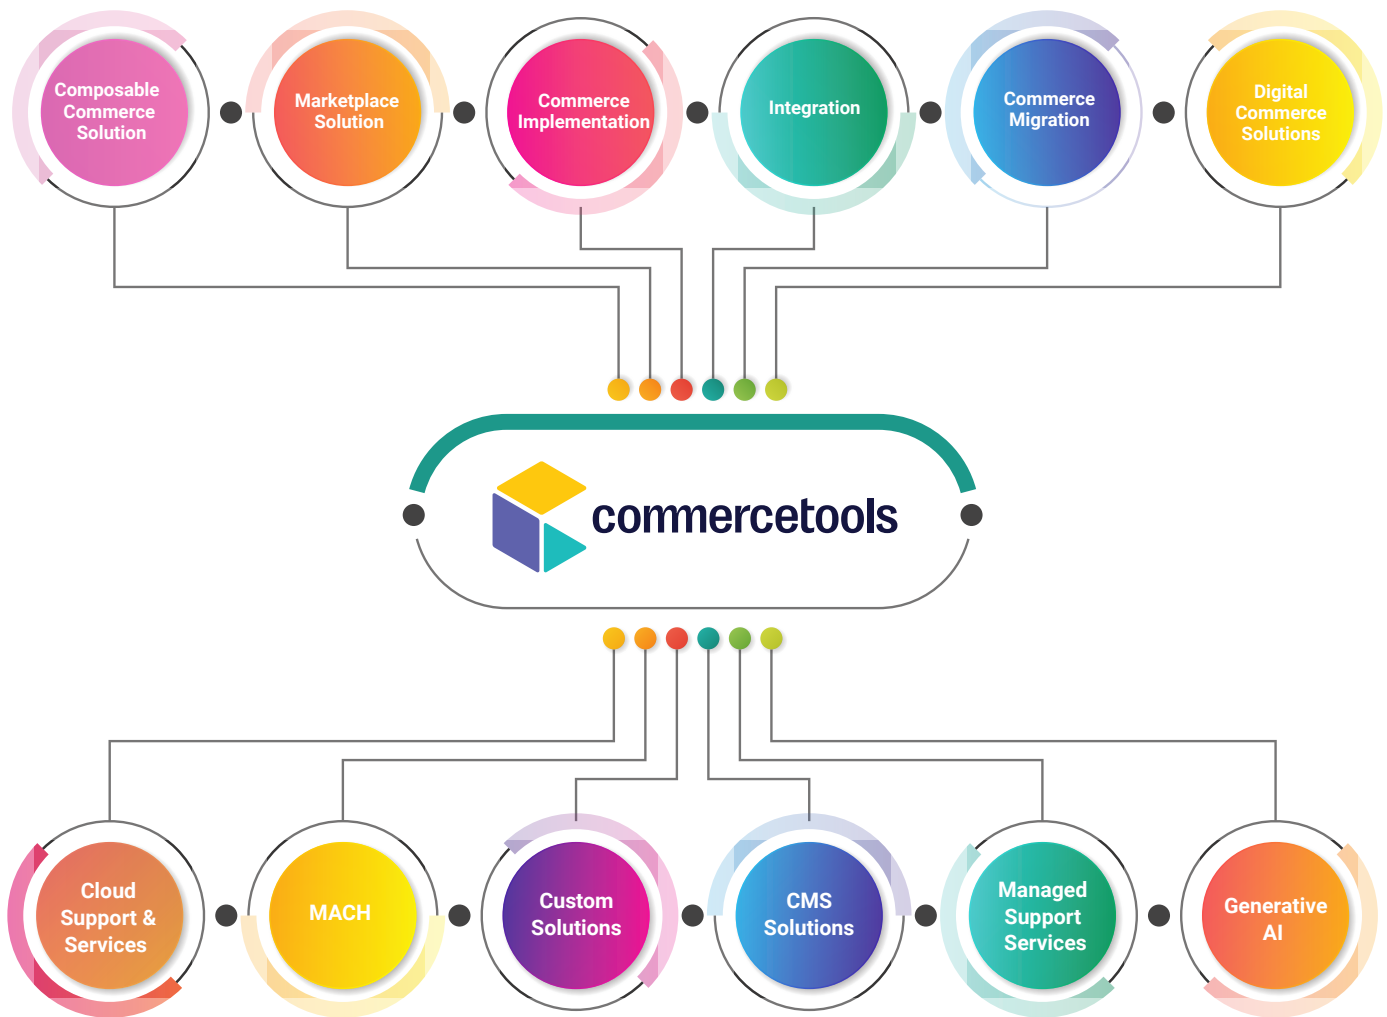 Composable
Commerce
Solution
Marketplace
Solution
Commerce
Implementation
Integration
Commerce
Migration
Digital
Commerce
Solutions
commercetools
Cloud
Support &
Services
MACH
Custom
Solutions
CMS
Solutions
Managed
Support
Services
Generative
AI